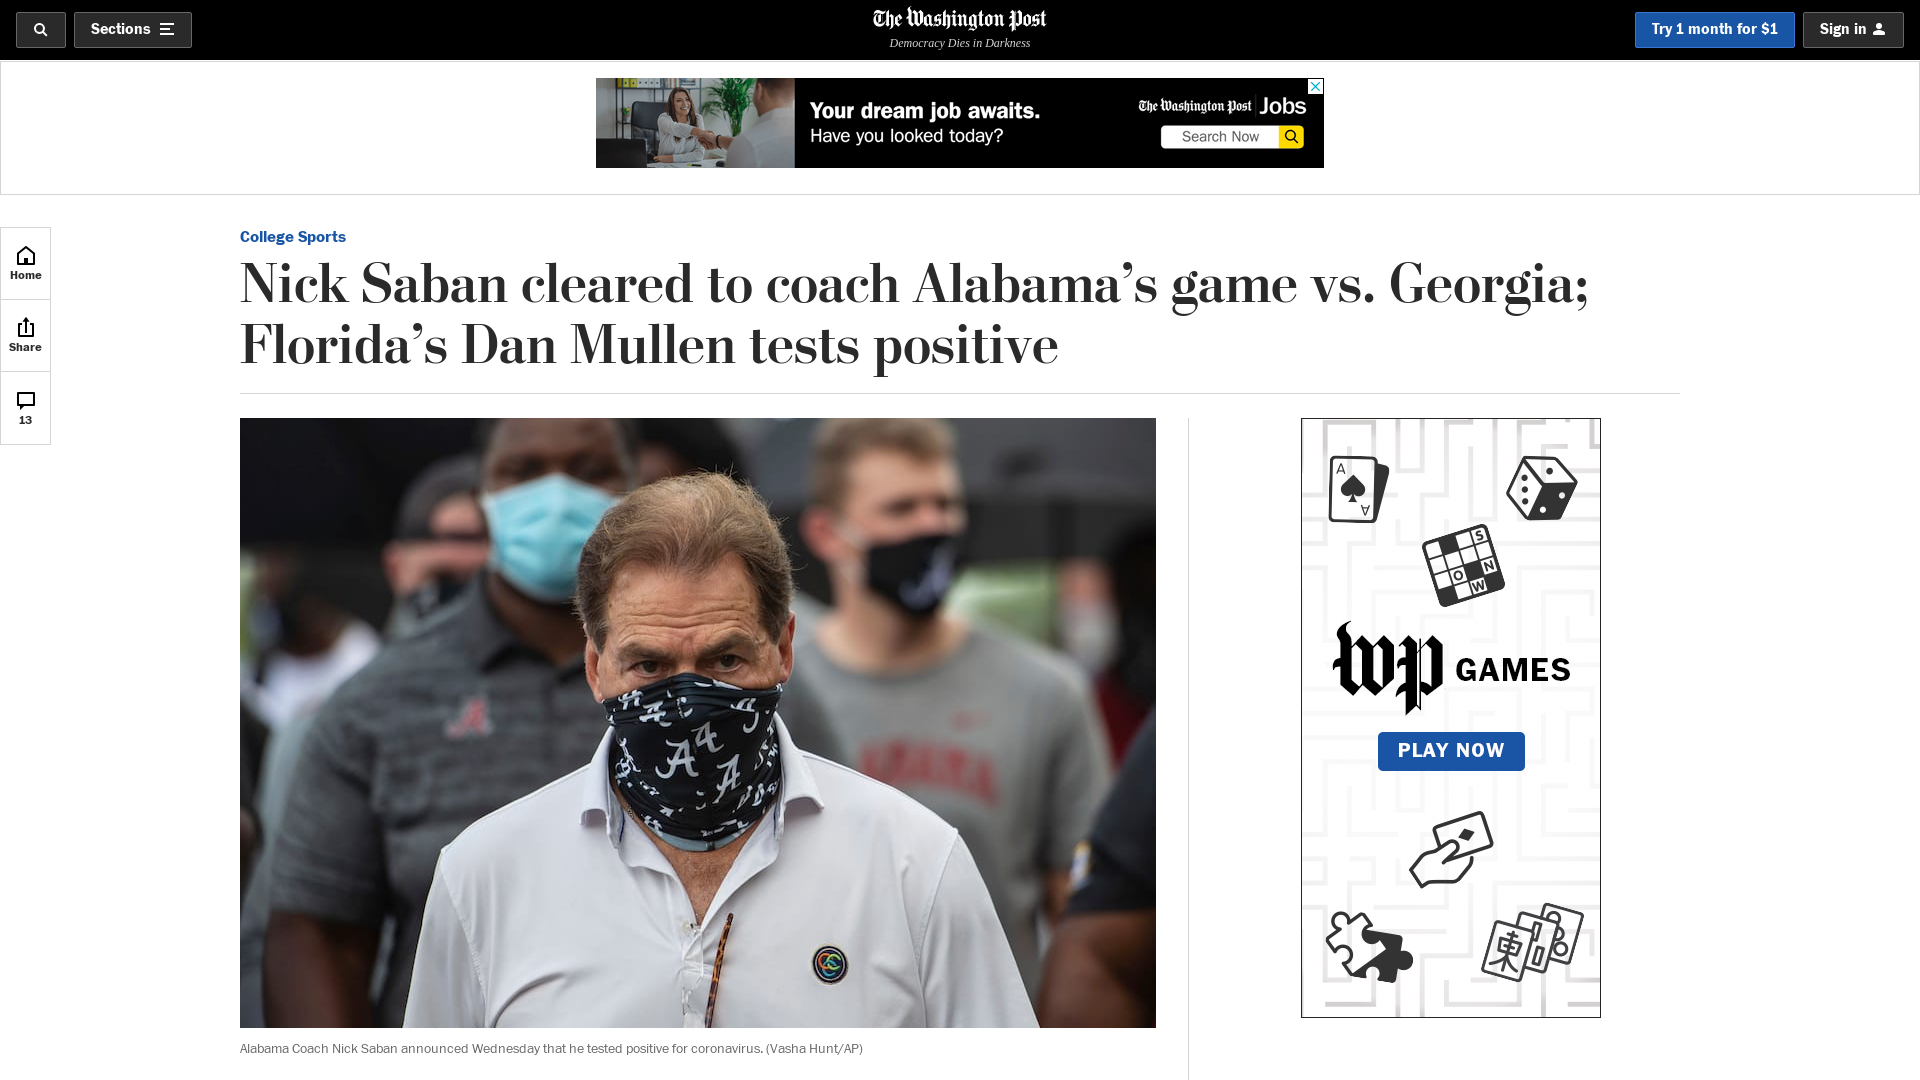 Sections
The Washington Post
Democracy Dies in Darkness
Try 1 month for $1
Sign in
Your dream job awaits.
Have you looked today?
The Washington Post Jobs
Search Now
Home
Share
13
College Sports
Nick Saban cleared to coach Alabama’s game vs. Georgia;
Florida’s Dan Mullen tests positive
A
A
S
O
N
W
wp GAMES
PLAY NOW
東
Alabama Coach Nick Saban announced Wednesday that he tested positive for coronavirus. (Vasha Hunt/AP)